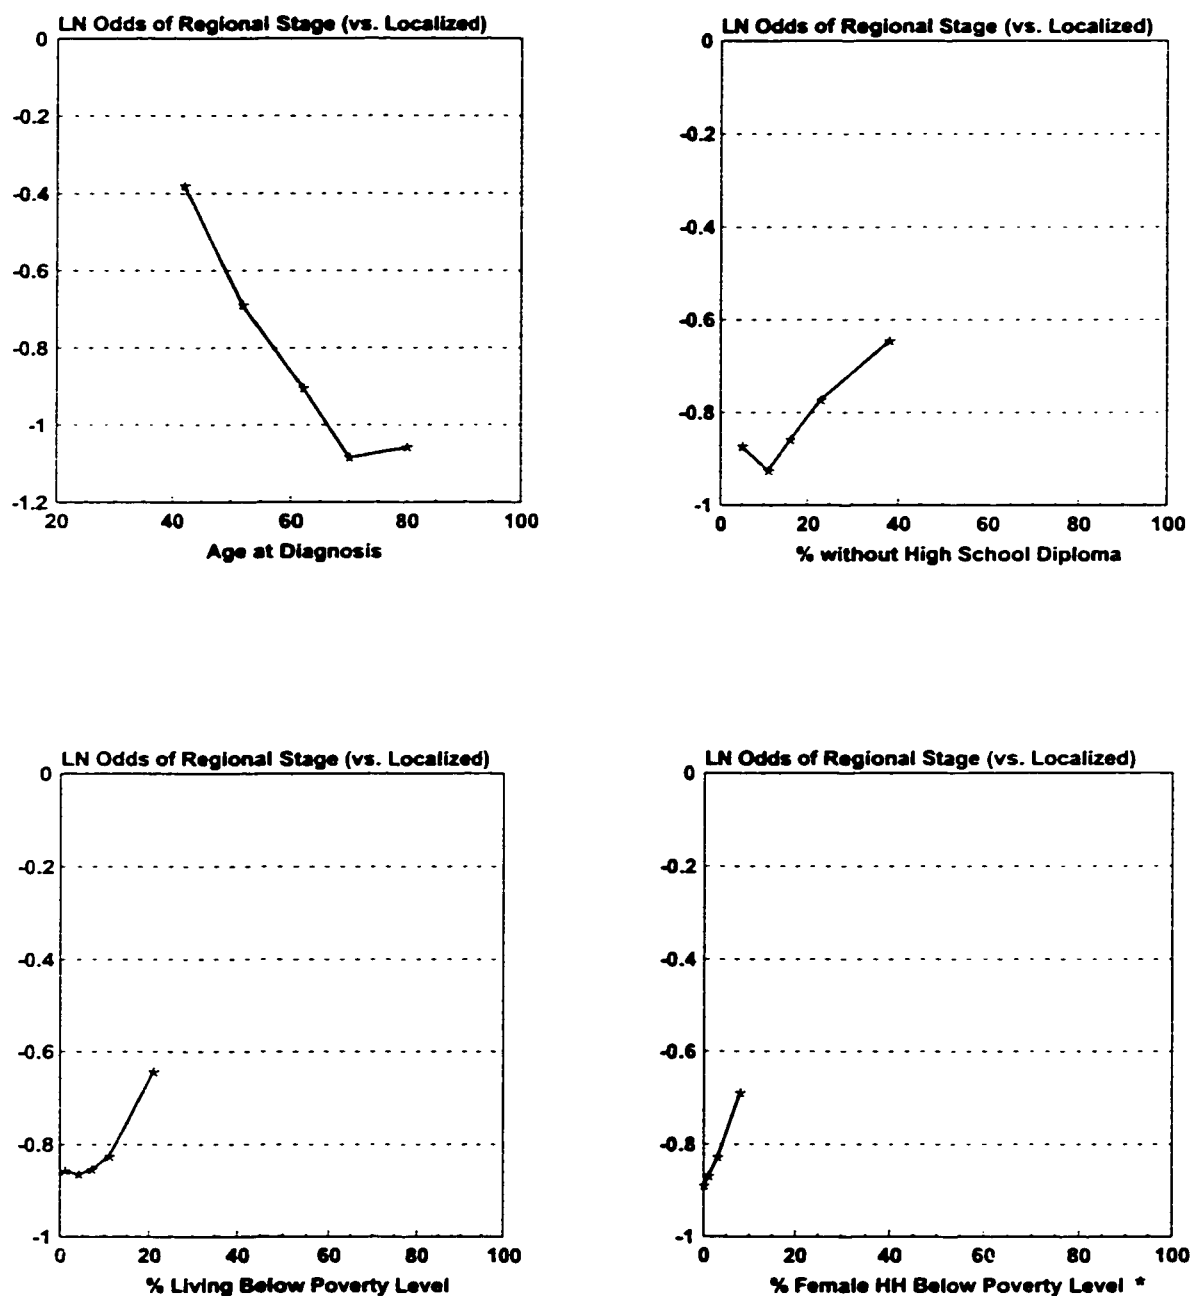 LN Odds of Regional Stage (vs. Localized)
0
-0.2
-0.4
-0.6
-0.8
-1
-1.2
20 40 60 80 100
Age at Diagnosis
LN Odds of Regional Stage (vs. Localized)
0
-0.2
-0.4
-0.6
-0.8
-1
0 20 40 60 80 100
% without High School Diploma
LN Odds of Regional Stage (vs. Localized)
0
-0.2
-0.4
-0.6
-0.8
-1
0 20 40 60 80 100
% Living Below Poverty Level
LN Odds of Regional Stage (vs. Localized)
0
-0.2
-0.4
-0.6
-0.8
-1
0 20 40 60 80 100
% Female HH Below Poverty Level *